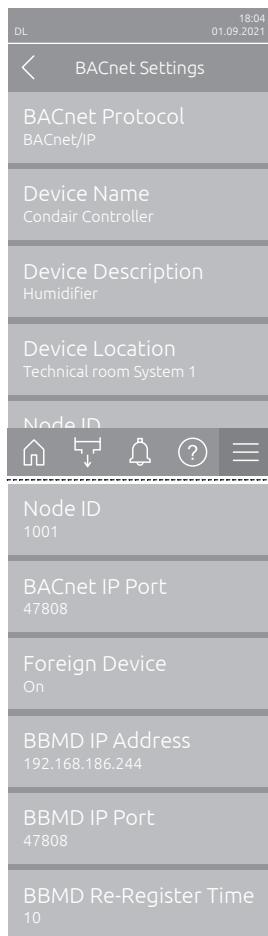 18:04
DL
01.09.2021
BACnet Settings
BACnet Protocol
BACnet/IP
Device Name
Condair Controller
Device Description
Humidifier
Device Location
Technical room System 1
Node ID
Node ID
1001
BACnet IP Port
47808
Foreign Device
On
BBMD IP Address
192.168.186.244
BBMD IP Port
47808
BBMD Re-Register Time
10